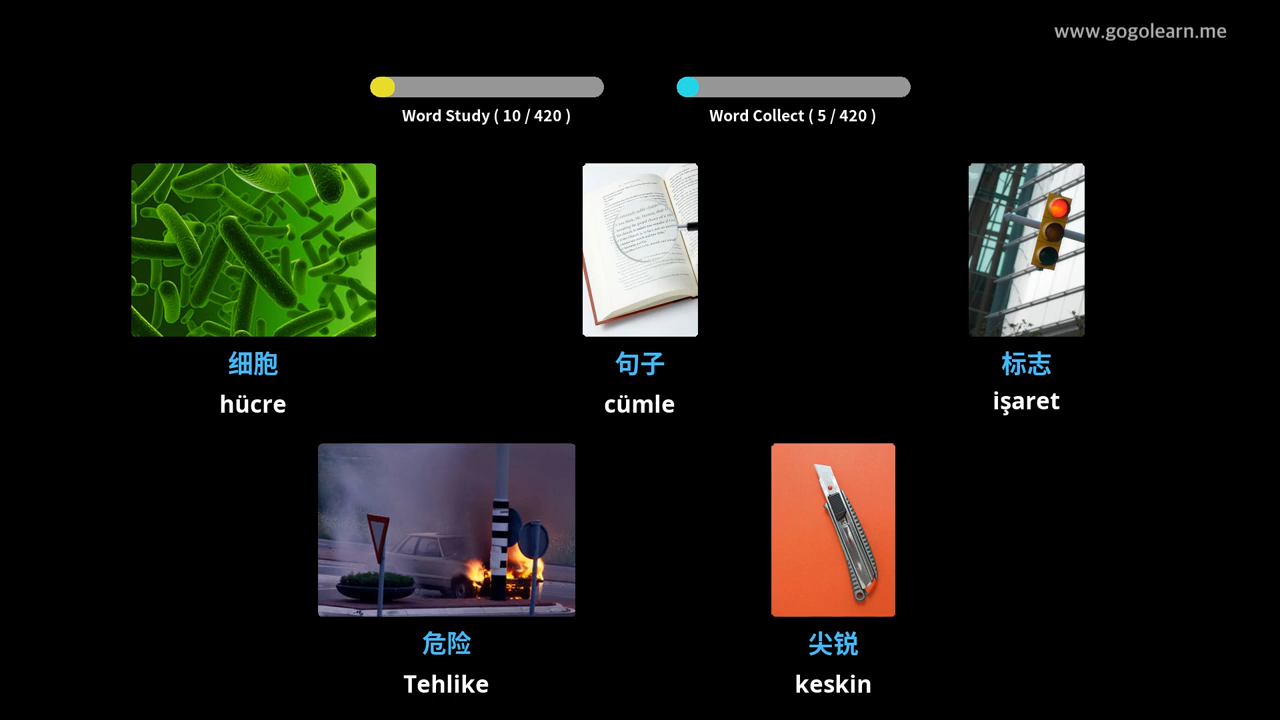 www.gogolearn.me
Word Study ( 10 / 420 )
Word Collect ( 5 / 420 )
细胞
句子
标志
hücre
cümle
işaret
危险
尖锐
Tehlike
keskin